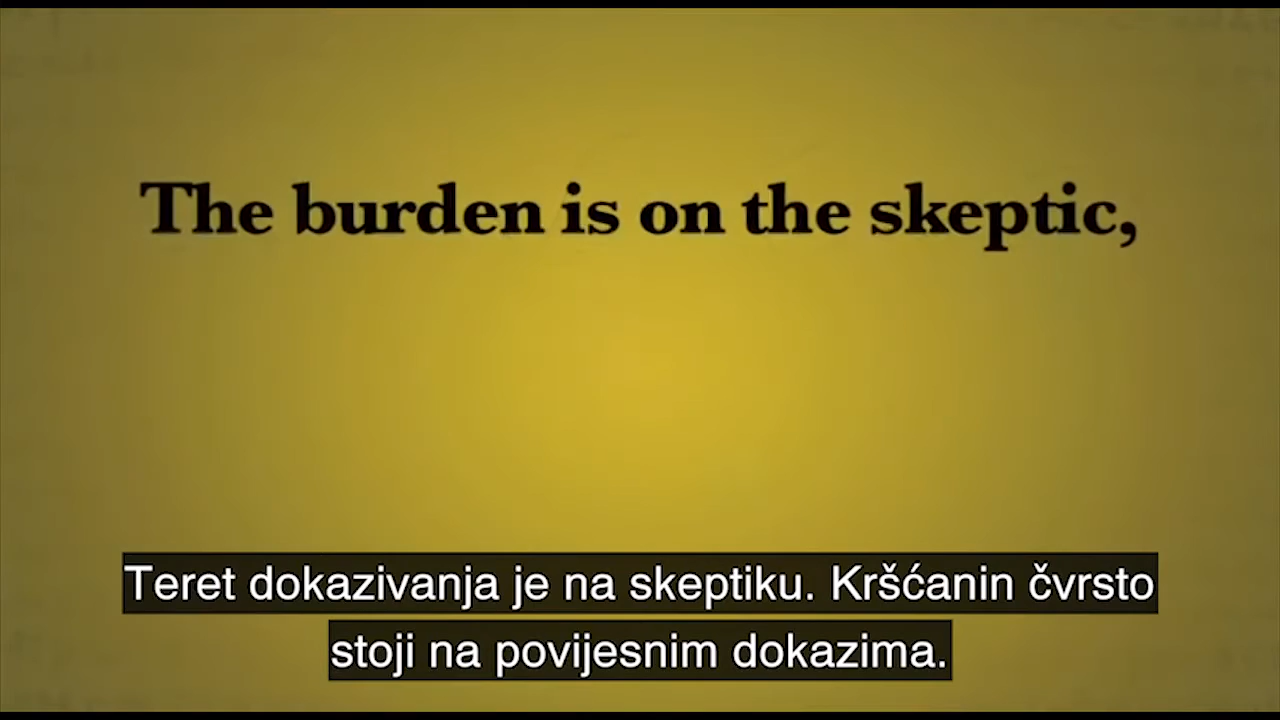 The burden is on the skeptic,
Teret dokazivanja je na skeptiku. Kršćanin čvrsto
stoji na povijesnim dokazima.